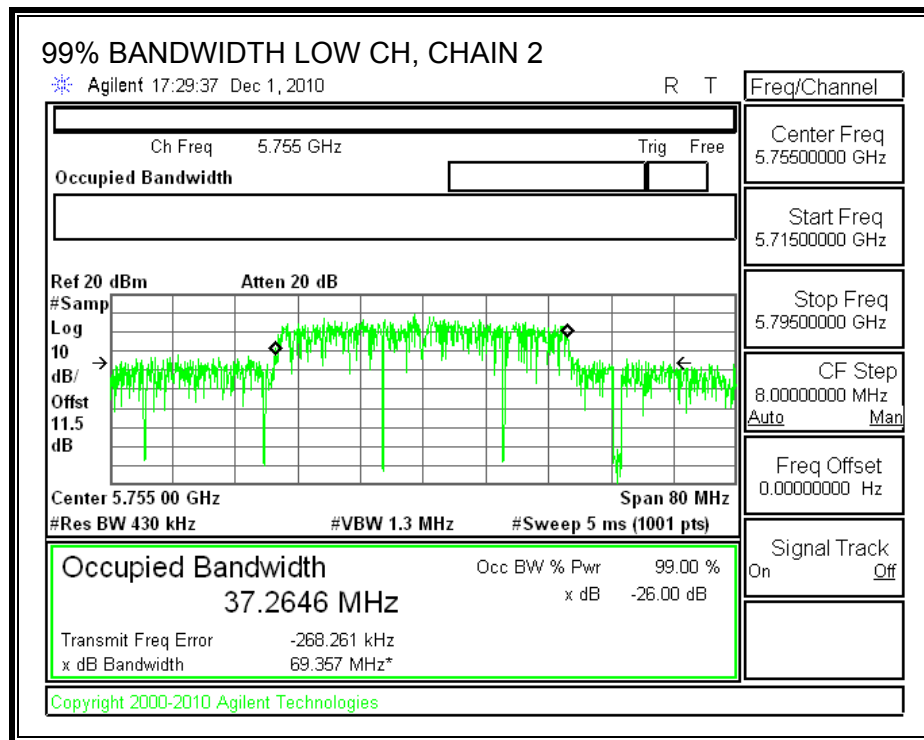 99% BANDWIDTH LOW CH, CHAIN 2
Agilent 17:29:37 Dec 1, 2010 R T
Ch Freq 5.755 GHz Trig Free
Occupied Bandwidth
Ref 20 dBm Atten 20 dB
#Samp
Log
10
dB/
Offst
11.5
dB
Center 5.755 00 GHz Span 80 MHz
#Res BW 430 kHz #VBW 1.3 MHz #Sweep 5 ms (1001 pts)
Occupied Bandwidth
37.2646 MHz
Occ BW % Pwr 99.00 %
x dB -26.00 dB
Transmit Freq Error -268.261 kHz
x dB Bandwidth 69.357 MHz*
Copyright 2000-2010 Agilent Technologies
Freq/Channel
Center Freq
5.75500000 GHz
Start Freq
5.71500000 GHz
Stop Freq
5.79500000 GHz
CF Step
8.00000000 MHz
Auto Man
Freq Offset
0.00000000 Hz
Signal Track
On Off